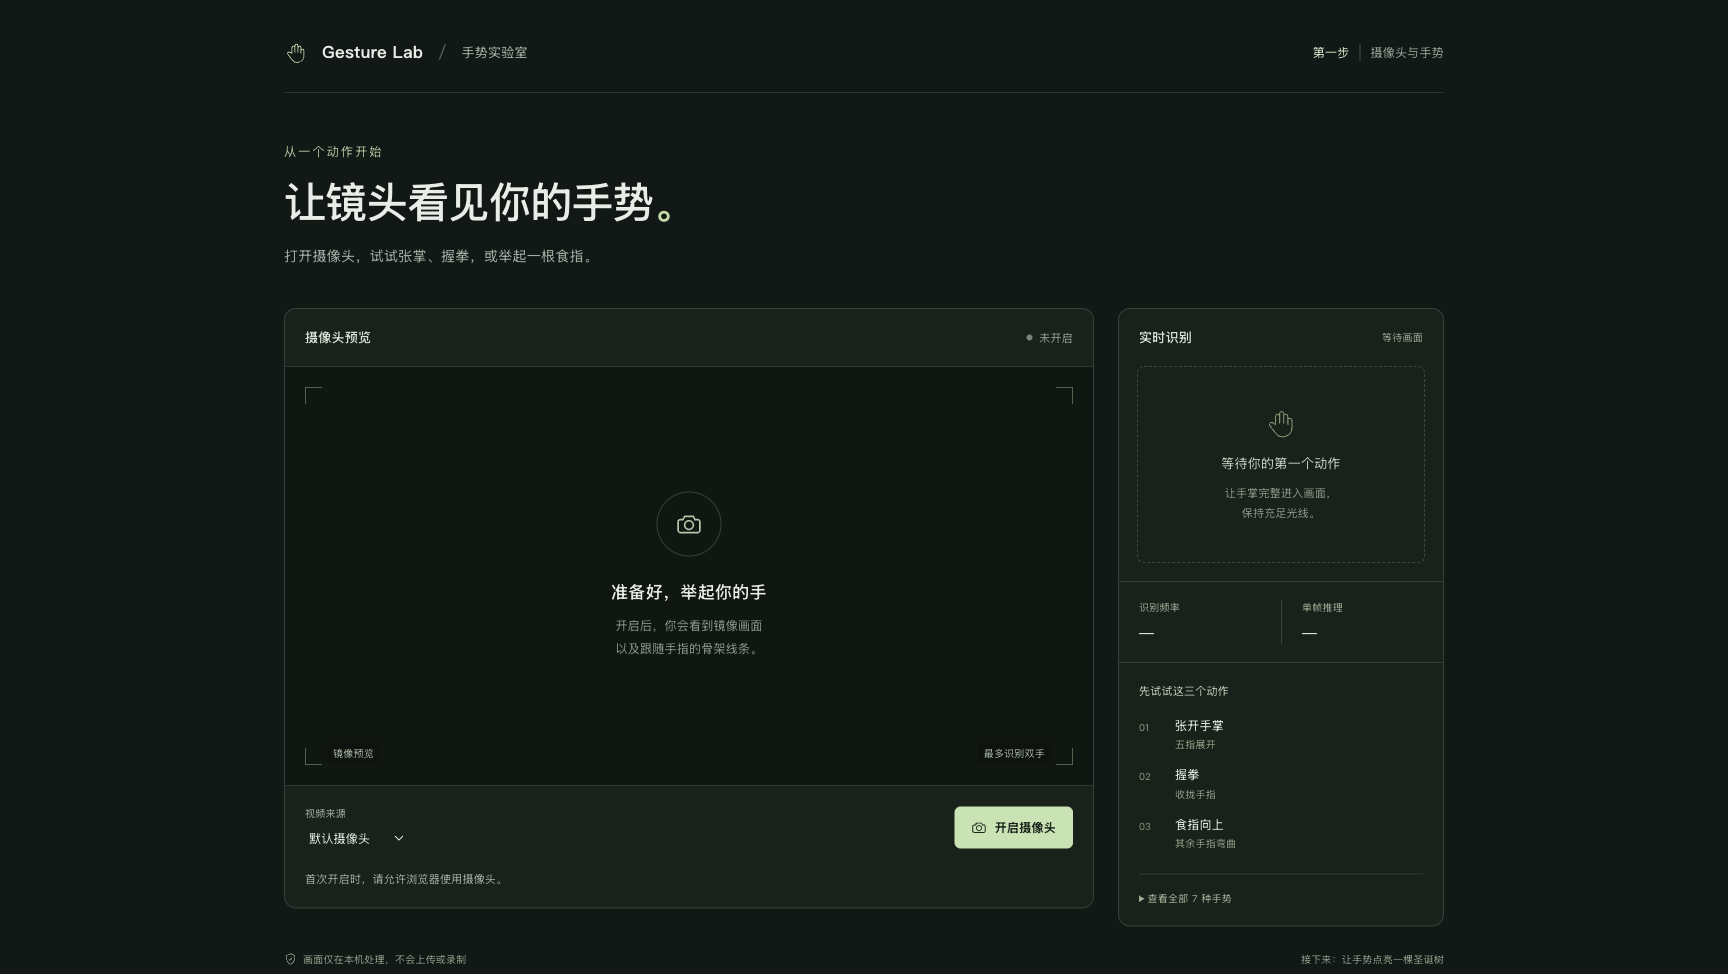 Gesture Lab / 手势实验室
第一步 | 摄像头与手势
从一个动作开始
让镜头看见你的手势。
打开摄像头，试试张掌、握拳，或举起一根食指。
摄像头预览
未开启
准备好，举起你的手
开启后，你会看到镜像画面
以及跟随手指的骨架线条。
镜像预览
最多识别双手
视频来源
默认摄像头
开启摄像头
首次开启时，请允许浏览器使用摄像头。
实时识别
等待画面
等待你的第一个动作
让手掌完整进入画面，
保持充足光线。
识别频率
—
单帧推理
—
先试试这三个动作
01 张开手掌
五指展开
02 握拳
收拢手指
03 食指向上
其余手指弯曲
查看全部 7 种手势
画面仅在本机处理，不会上传或录制
接下来：让手势点亮一棵圣诞树